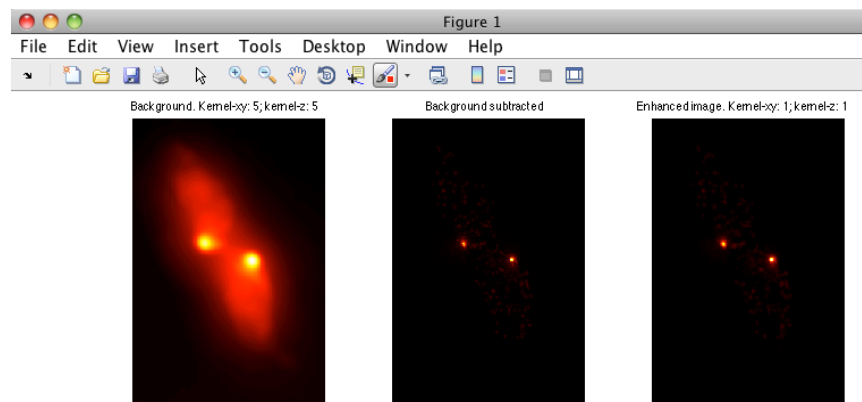 Figure 1
File Edit View Insert Tools Desktop Window Help
Background. Kernel-xy: 5; kernel-z: 5
Background subtracted
Enhanced image. Kernel-xy: 1; kernel-z: 1